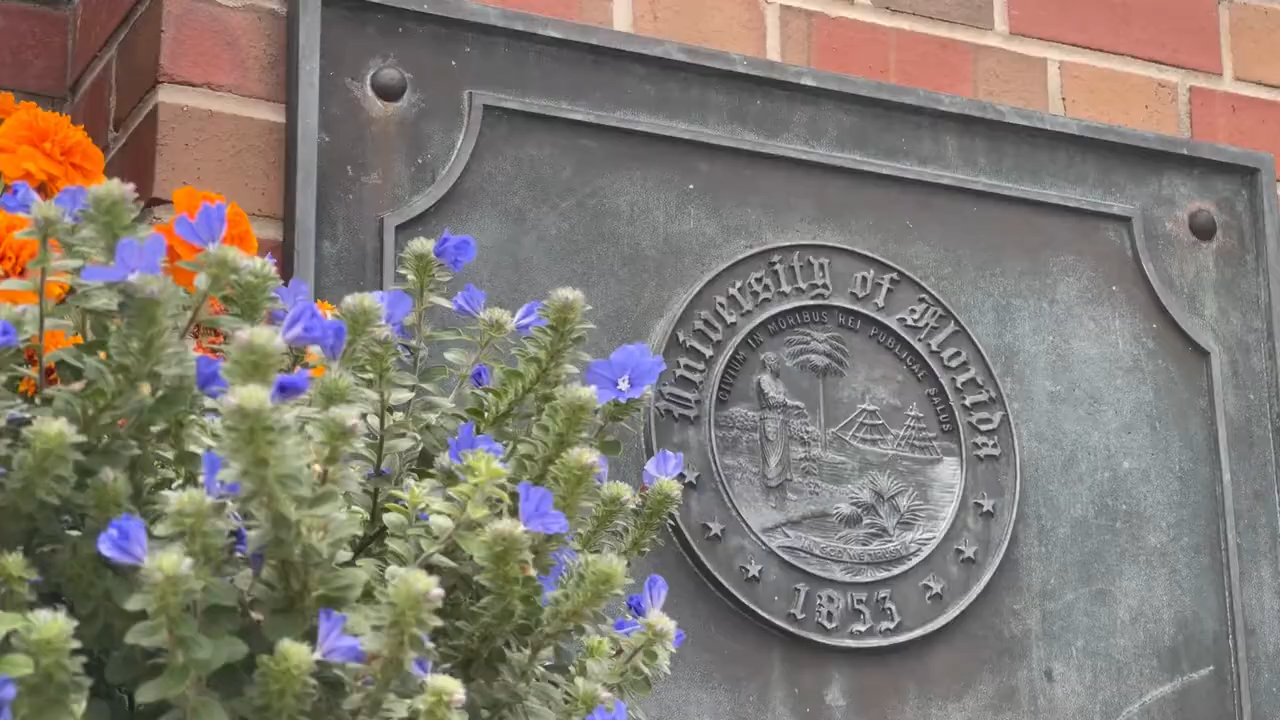 University of Florida
CIVIUM IN MORIBUS REI PUBLICAE SALUS
IN GOD WE TRUST
1853